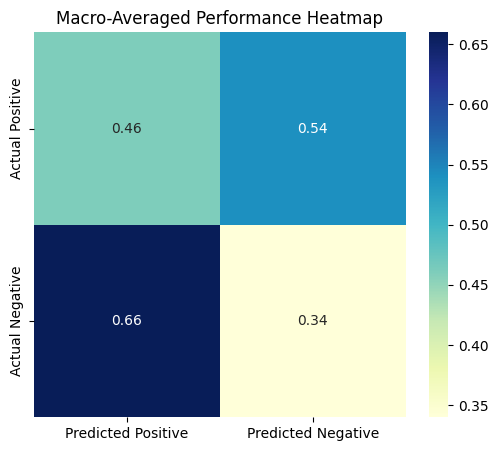 Macro-Averaged Performance Heatmap
Actual Positive
0.46
0.54
Actual Negative
0.66
0.34
Predicted Positive
Predicted Negative
0.65
0.60
0.55
0.50
0.45
0.40
0.35